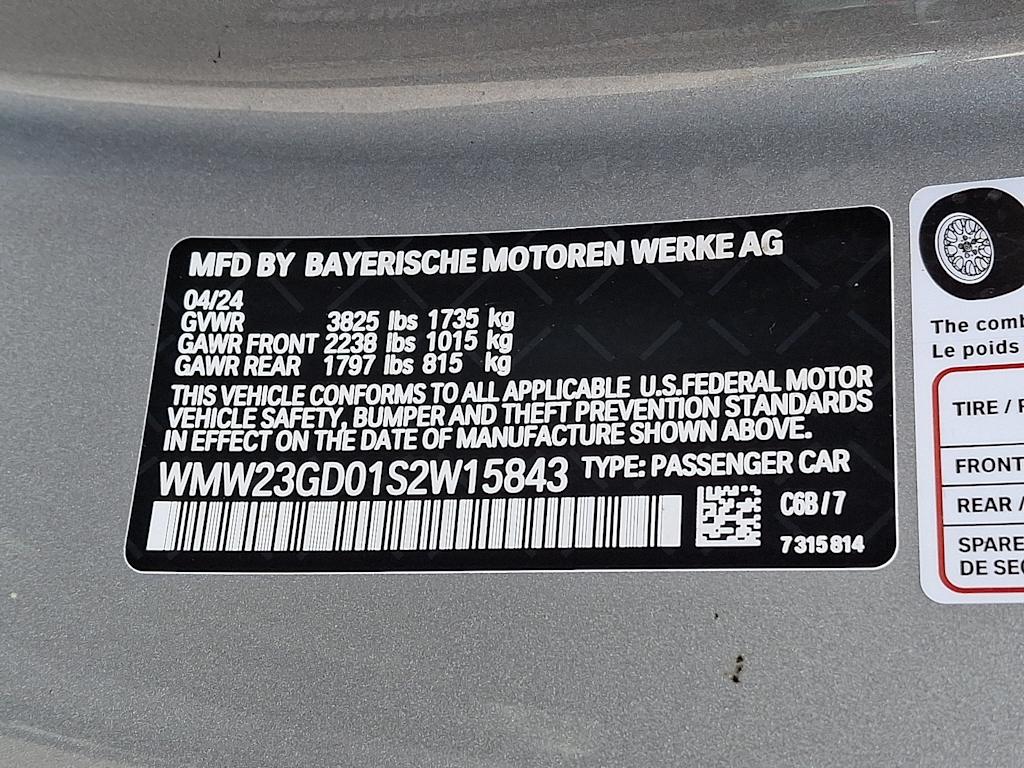 MFD BY BAYERISCHE MOTOREN WERKE AG
04/24
GVWR 3825 lbs 1735 kg
GAWR FRONT 2238 lbs 1015 kg
GAWR REAR 1797 lbs 815 kg
THIS VEHICLE CONFORMS TO ALL APPLICABLE U.S.FEDERAL MOTOR
VEHICLE SAFETY, BUMPER AND THEFT PREVENTION STANDARDS
IN EFFECT ON THE DATE OF MANUFACTURE SHOWN ABOVE.
WMW23GD01S2W15843 TYPE: PASSENGER CAR
C6B/7
7315814
The
Le poids
TIRE /
FRONT
REAR /
SPARE
DE